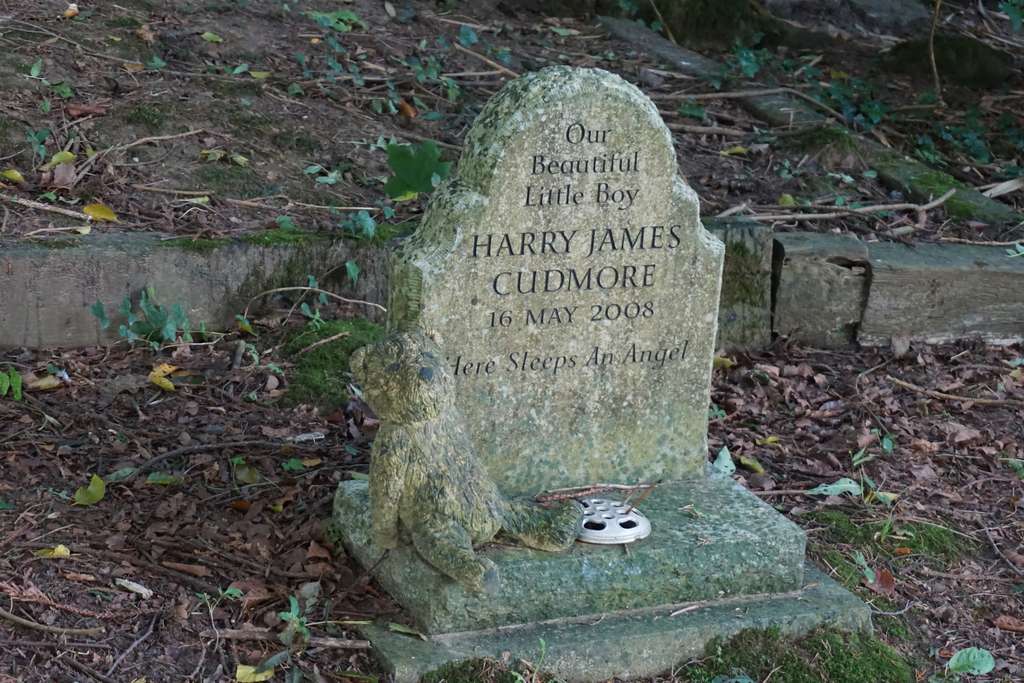 Our
Beautiful
Little Boy
HARRY JAMES
CUDMORE
16 MAY 2008
Here Sleeps An Angel